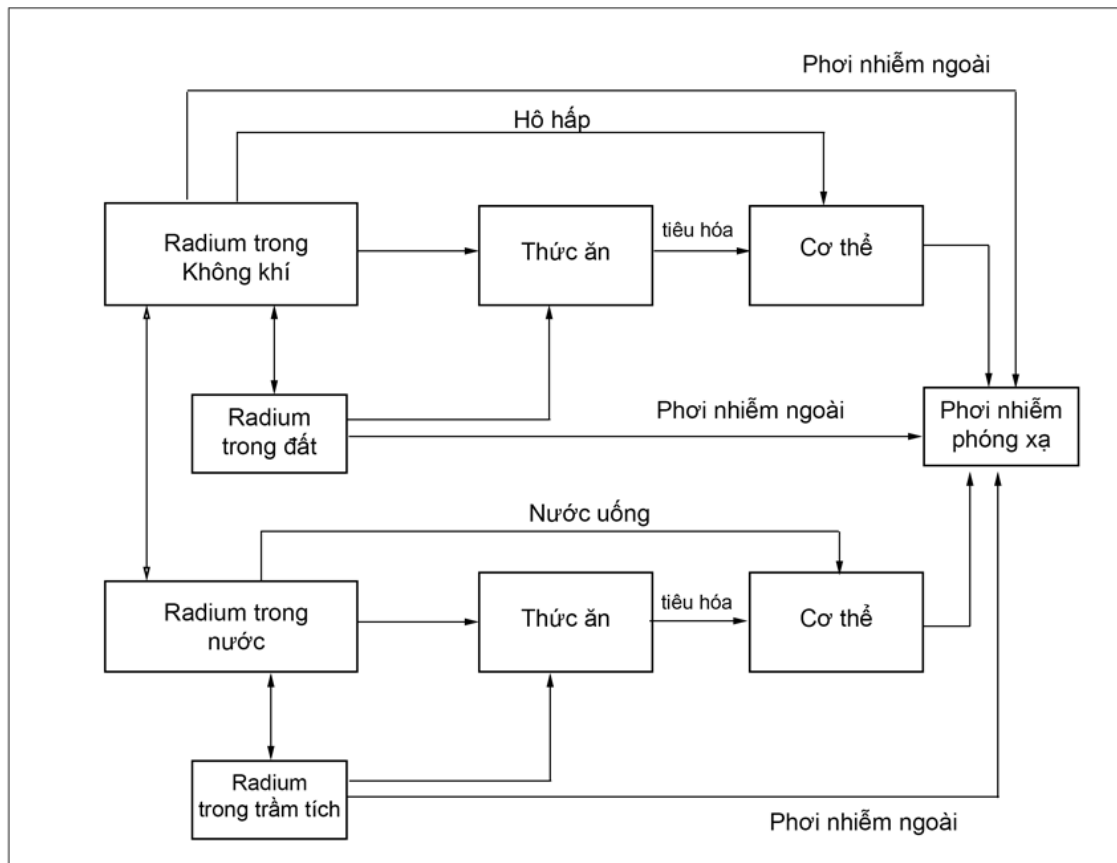 Phơi nhiễm ngoài
Hô hấp
Radium trong
Không khí
Thức ăn
tiêu hóa
Cơ thể
Radium
trong đất
Phơi nhiễm ngoài
Phơi nhiễm
phóng xạ
Nước uống
Radium trong
nước
Thức ăn
tiêu hóa
Cơ thể
Radium
trong trầm tích
Phơi nhiễm ngoài